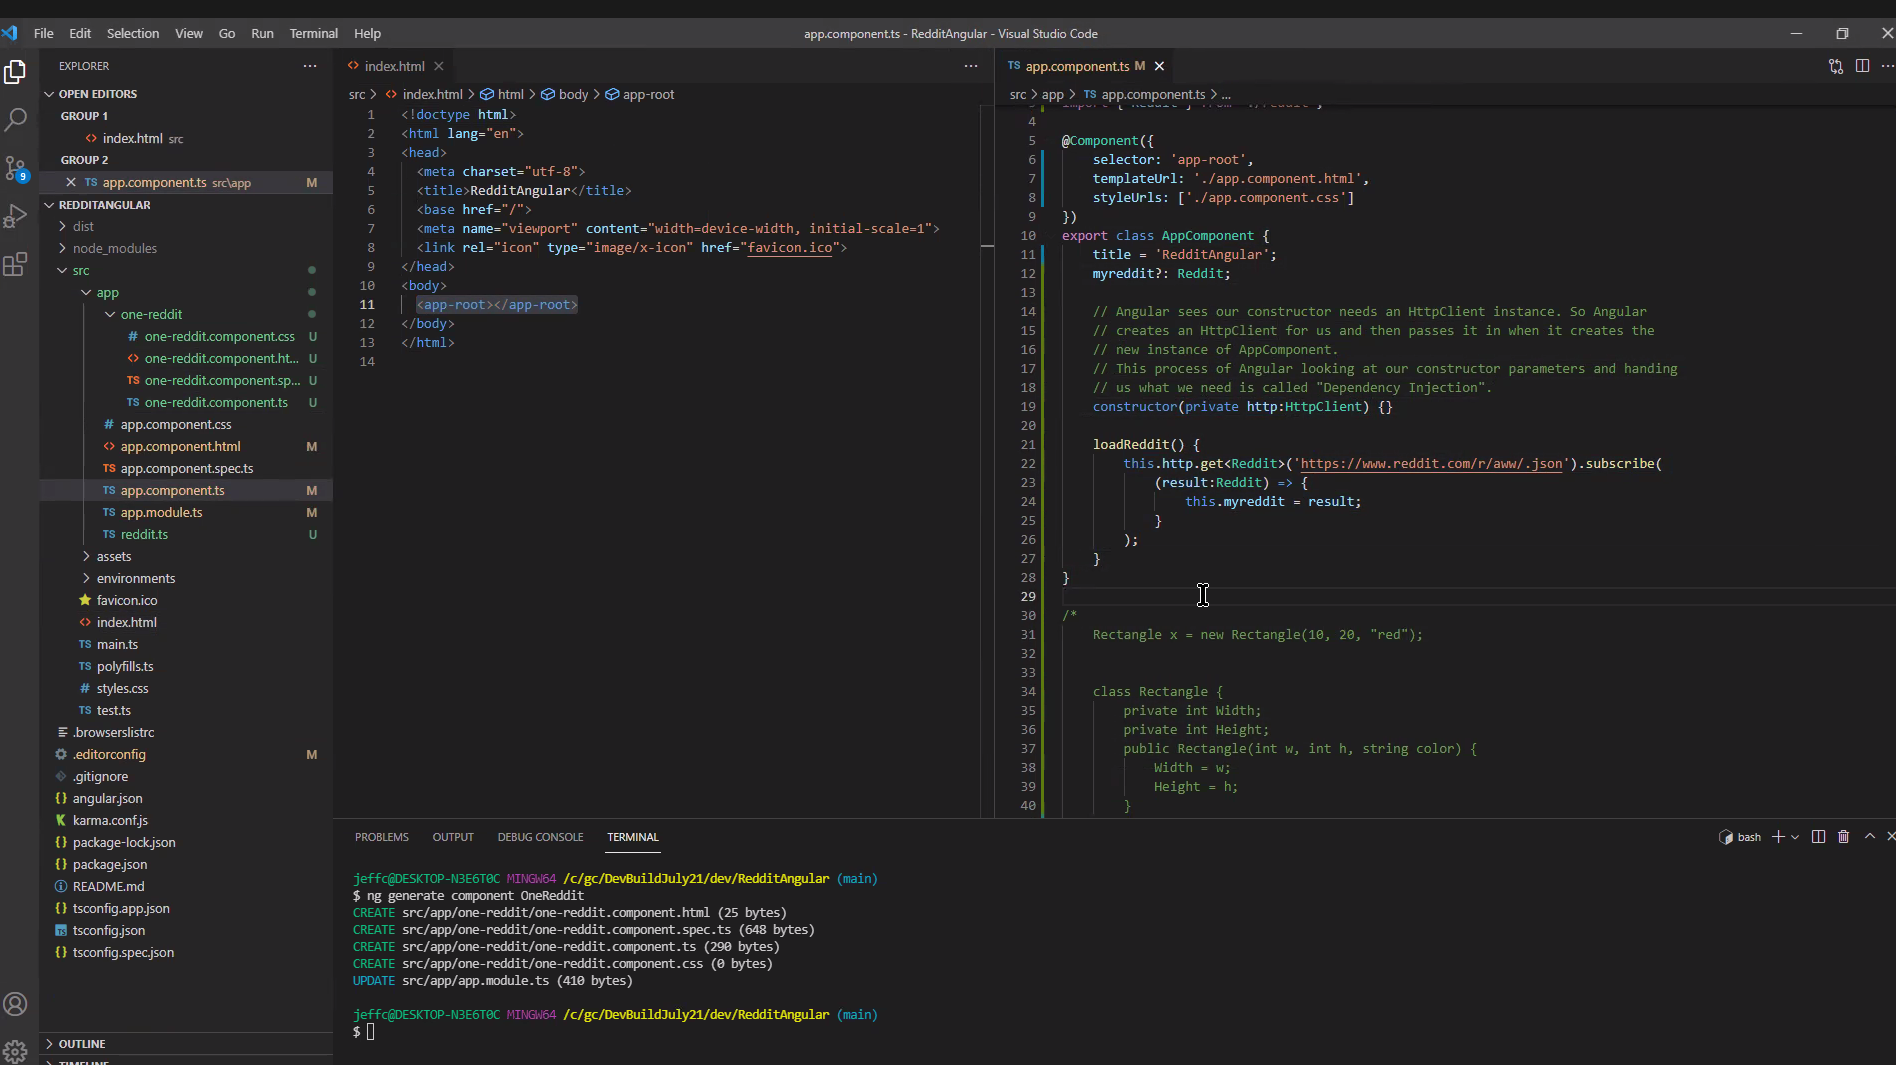 File Edit Selection View Go Run Terminal Help
app.component.ts - RedditAngular - Visual Studio Code
EXPLORER
OPEN EDITORS
GROUP 1
index.html src
GROUP 2
app.component.ts src\app M
REDDITANGULAR
dist
node_modules
src
app
one-reddit
one-reddit.component.css U
one-reddit.component.ht... U
one-reddit.component.sp... U
one-reddit.component.ts U
app.component.css
app.component.html M
app.component.spec.ts
app.component.ts M
app.module.ts M
reddit.ts U
assets
environments
favicon.ico
index.html
main.ts
polyfills.ts
styles.css
test.ts
.browserslistrc
.editorconfig M
.gitignore
angular.json
karma.conf.js
package-lock.json
package.json
README.md
tsconfig.app.json
tsconfig.json
tsconfig.spec.json
OUTLINE
TIMELINE
9
index.html
src > index.html > html > body > app-root
1 <!doctype html>
2 <html lang="en">
3 <head>
4 <meta charset="utf-8">
5 <title>RedditAngular</title>
6 <base href="/">
7 <meta name="viewport" content="width=device-width, initial-scale=1">
8 <link rel="icon" type="image/x-icon" href="favicon.ico">
9 </head>
10 <body>
11 <app-root></app-root>
12 </body>
13 </html>
14
TS app.component.ts M
src > app > TS app.component.ts > ...
3 import { Reddit } from './reddit';
4
5 @Component({
6 selector: 'app-root',
7 templateUrl: './app.component.html',
8 styleUrls: ['./app.component.css']
9 })
10 export class AppComponent {
11 title = 'RedditAngular';
12 myreddit?: Reddit;
13
14 // Angular sees our constructor needs an HttpClient instance. So Angular
15 // creates an HttpClient for us and then passes it in when it creates the
16 // new instance of AppComponent.
17 // This process of Angular looking at our constructor parameters and handing
18 // us what we need is called "Dependency Injection".
19 constructor(private http:HttpClient) {}
20
21 loadReddit() {
22 this.http.get<Reddit>('https://www.reddit.com/r/aww/.json').subscribe(
23 (result:Reddit) => {
24 this.myreddit = result;
25 }
26 );
27 }
28 }
29
30 /*
31 Rectangle x = new Rectangle(10, 20, "red");
32
33
34 class Rectangle {
35 private int Width;
36 private int Height;
37 public Rectangle(int w, int h, string color) {
38 Width = w;
39 Height = h;
40 }
PROBLEMS OUTPUT DEBUG CONSOLE TERMINAL
bash
jeffc@DESKTOP-N3E6T0C MINGW64 /c/gc/DevBuildJuly21/dev/RedditAngular (main)
$ ng generate component OneReddit
CREATE src/app/one-reddit/one-reddit.component.html (25 bytes)
CREATE src/app/one-reddit/one-reddit.component.spec.ts (648 bytes)
CREATE src/app/one-reddit/one-reddit.component.ts (290 bytes)
CREATE src/app/one-reddit/one-reddit.component.css (0 bytes)
UPDATE src/app/app.module.ts (410 bytes)
jeffc@DESKTOP-N3E6T0C MINGW64 /c/gc/DevBuildJuly21/dev/RedditAngular (main)
$